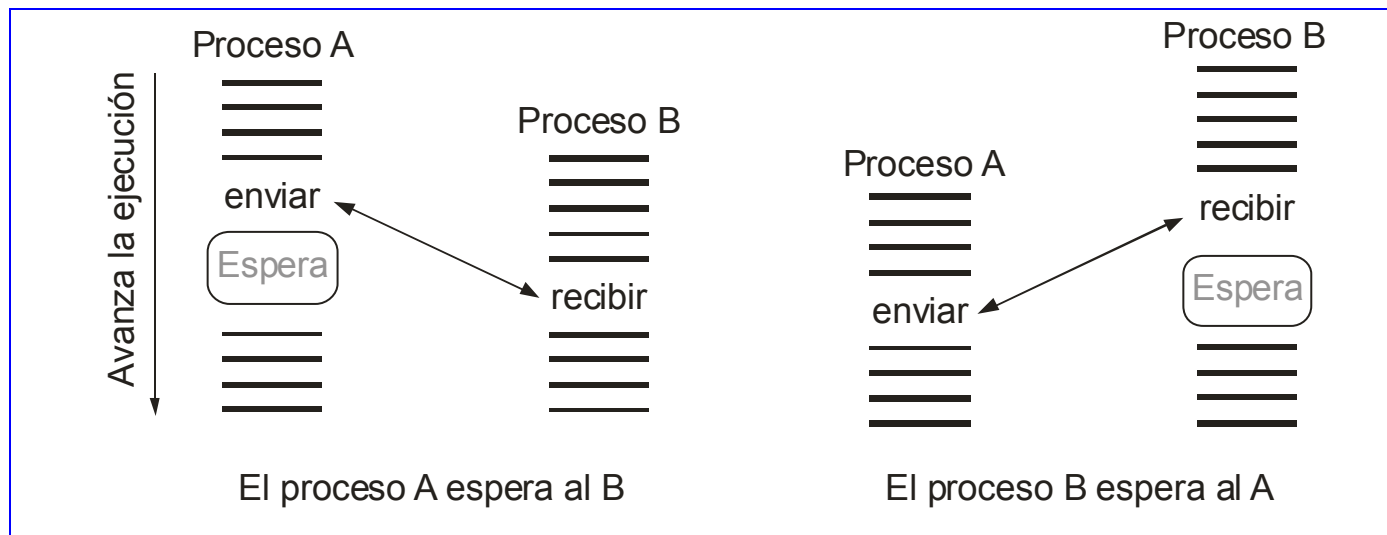 Avanza la ejecución
Proceso A
enviar
Espera
Proceso B
recibir
El proceso A espera al B
Proceso A
enviar
Proceso B
recibir
Espera
El proceso B espera al A